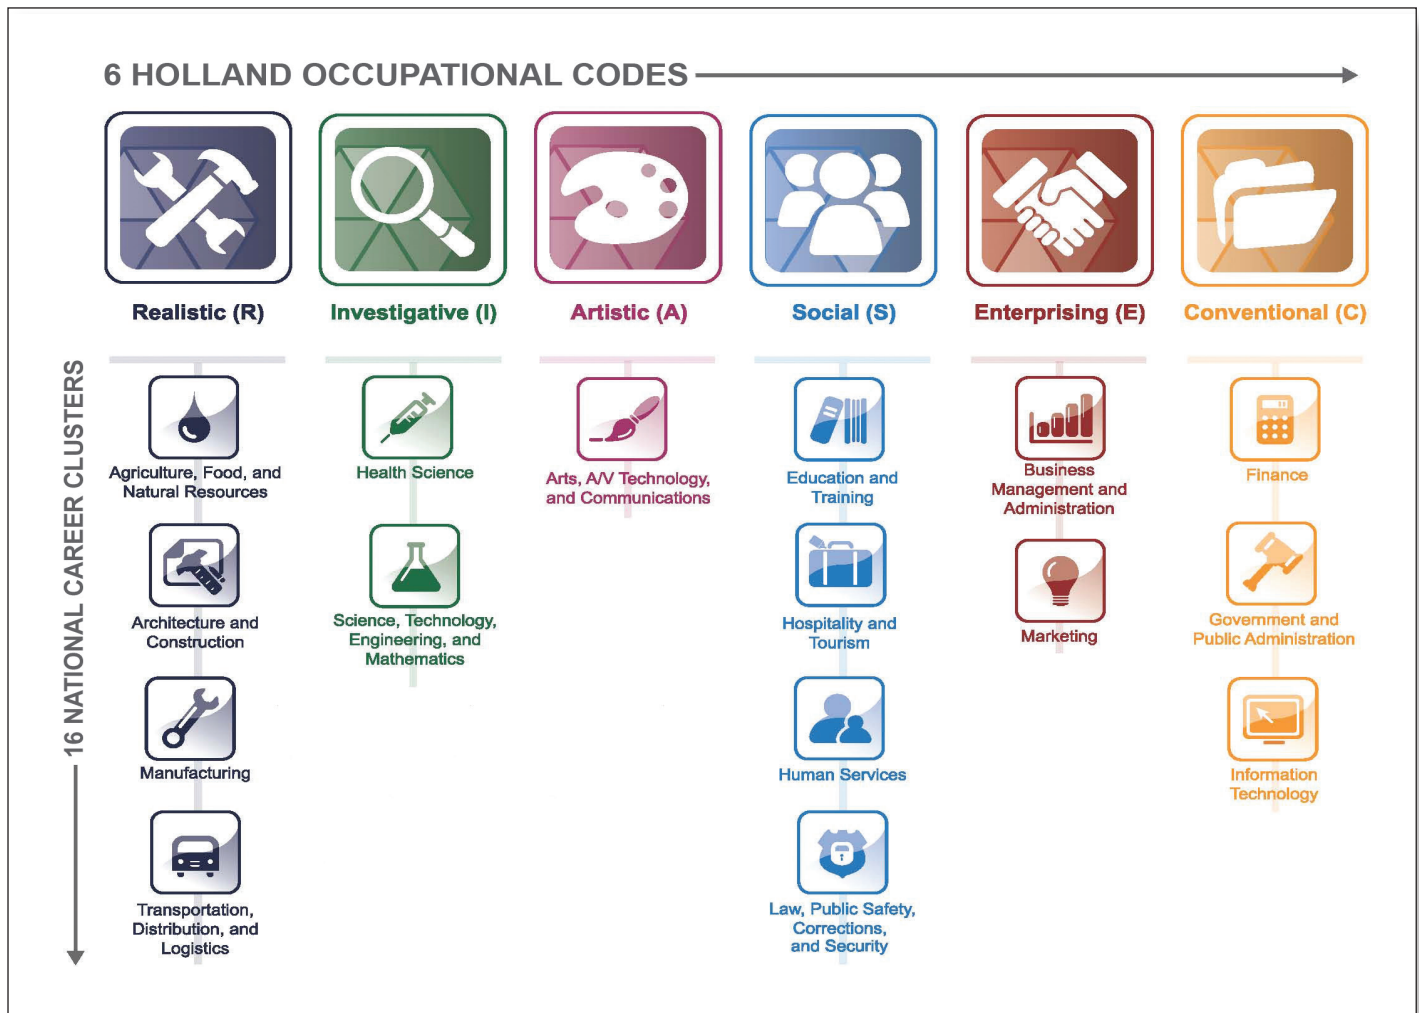 6 HOLLAND OCCUPATIONAL CODES
Realistic (R)
Investigative (I)
Artistic (A)
Social (S)
Enterprising (E)
Conventional (C)
16 NATIONAL CAREER CLUSTERS
Agriculture, Food, and
Natural Resources
Architecture and
Construction
Manufacturing
Transportation,
Distribution, and
Logistics
Health Science
Science, Technology,
Engineering, and
Mathematics
Arts, A/V Technology,
and Communications
Education and
Training
Hospitality and
Tourism
Human Services
Law, Public Safety,
Corrections,
and Security
Business
Management and
Administration
Marketing
Finance
Government and
Public Administration
Information
Technology